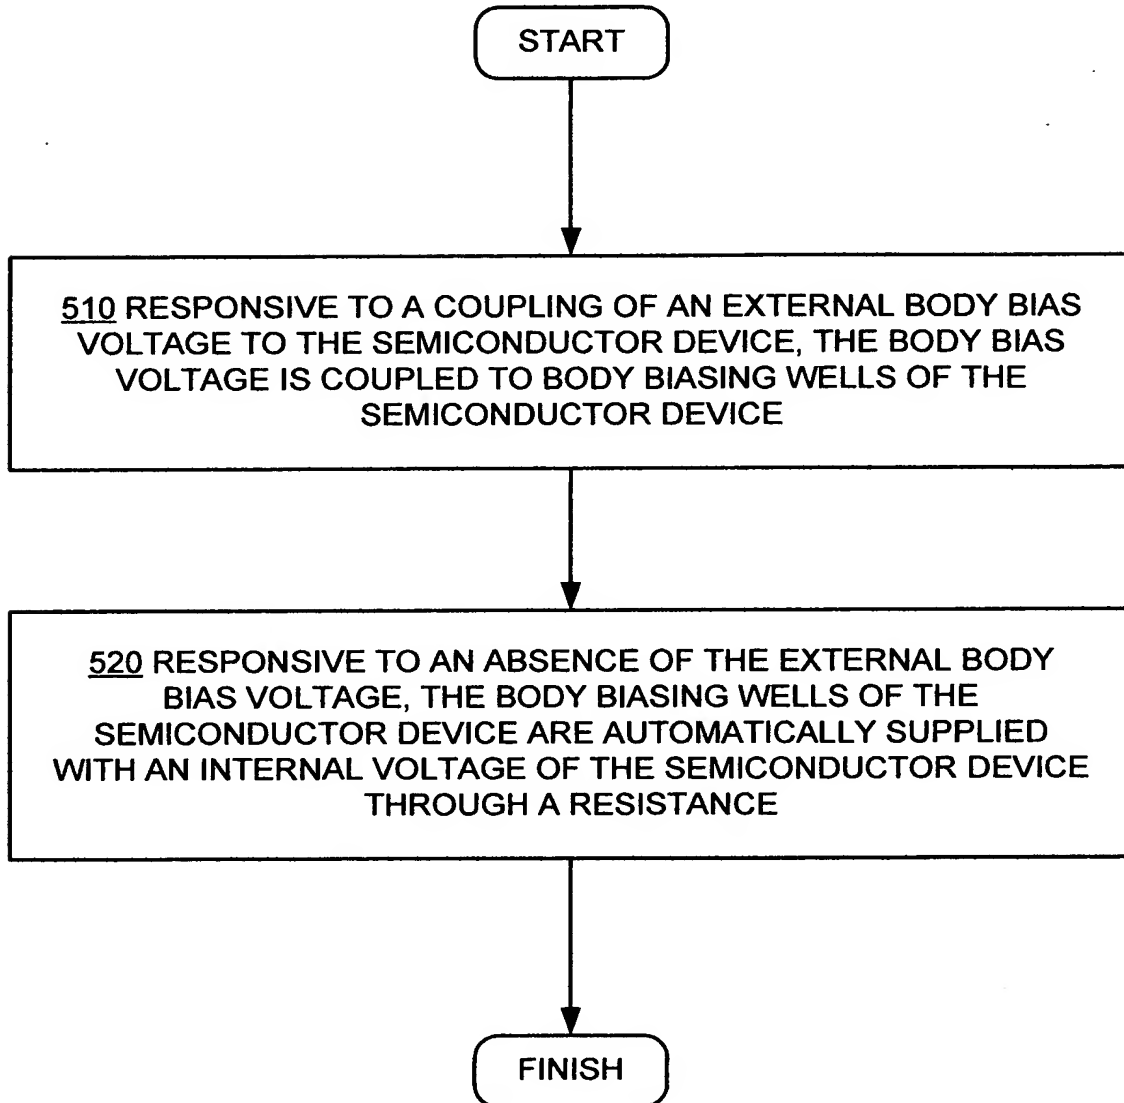 START
510 RESPONSIVE TO A COUPLING OF AN EXTERNAL BODY BIAS
VOLTAGE TO THE SEMICONDUCTOR DEVICE, THE BODY BIAS
VOLTAGE IS COUPLED TO BODY BIASING WELLS OF THE
SEMICONDUCTOR DEVICE
520 RESPONSIVE TO AN ABSENCE OF THE EXTERNAL BODY
BIAS VOLTAGE, THE BODY BIASING WELLS OF THE
SEMICONDUCTOR DEVICE ARE AUTOMATICALLY SUPPLIED
WITH AN INTERNAL VOLTAGE OF THE SEMICONDUCTOR DEVICE
THROUGH A RESISTANCE
FINISH